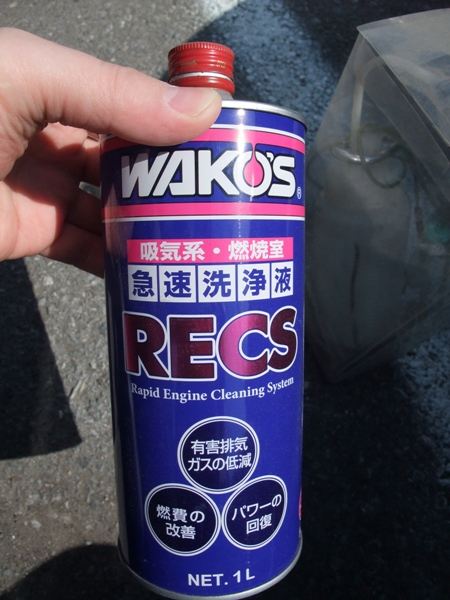 WAKO'S®
吸気系・燃焼室
急速洗浄液
RECS
Rapid Engine Cleaning System
有害排気
ガスの低減
燃費の
改善
パワーの
回復
NET. 1L